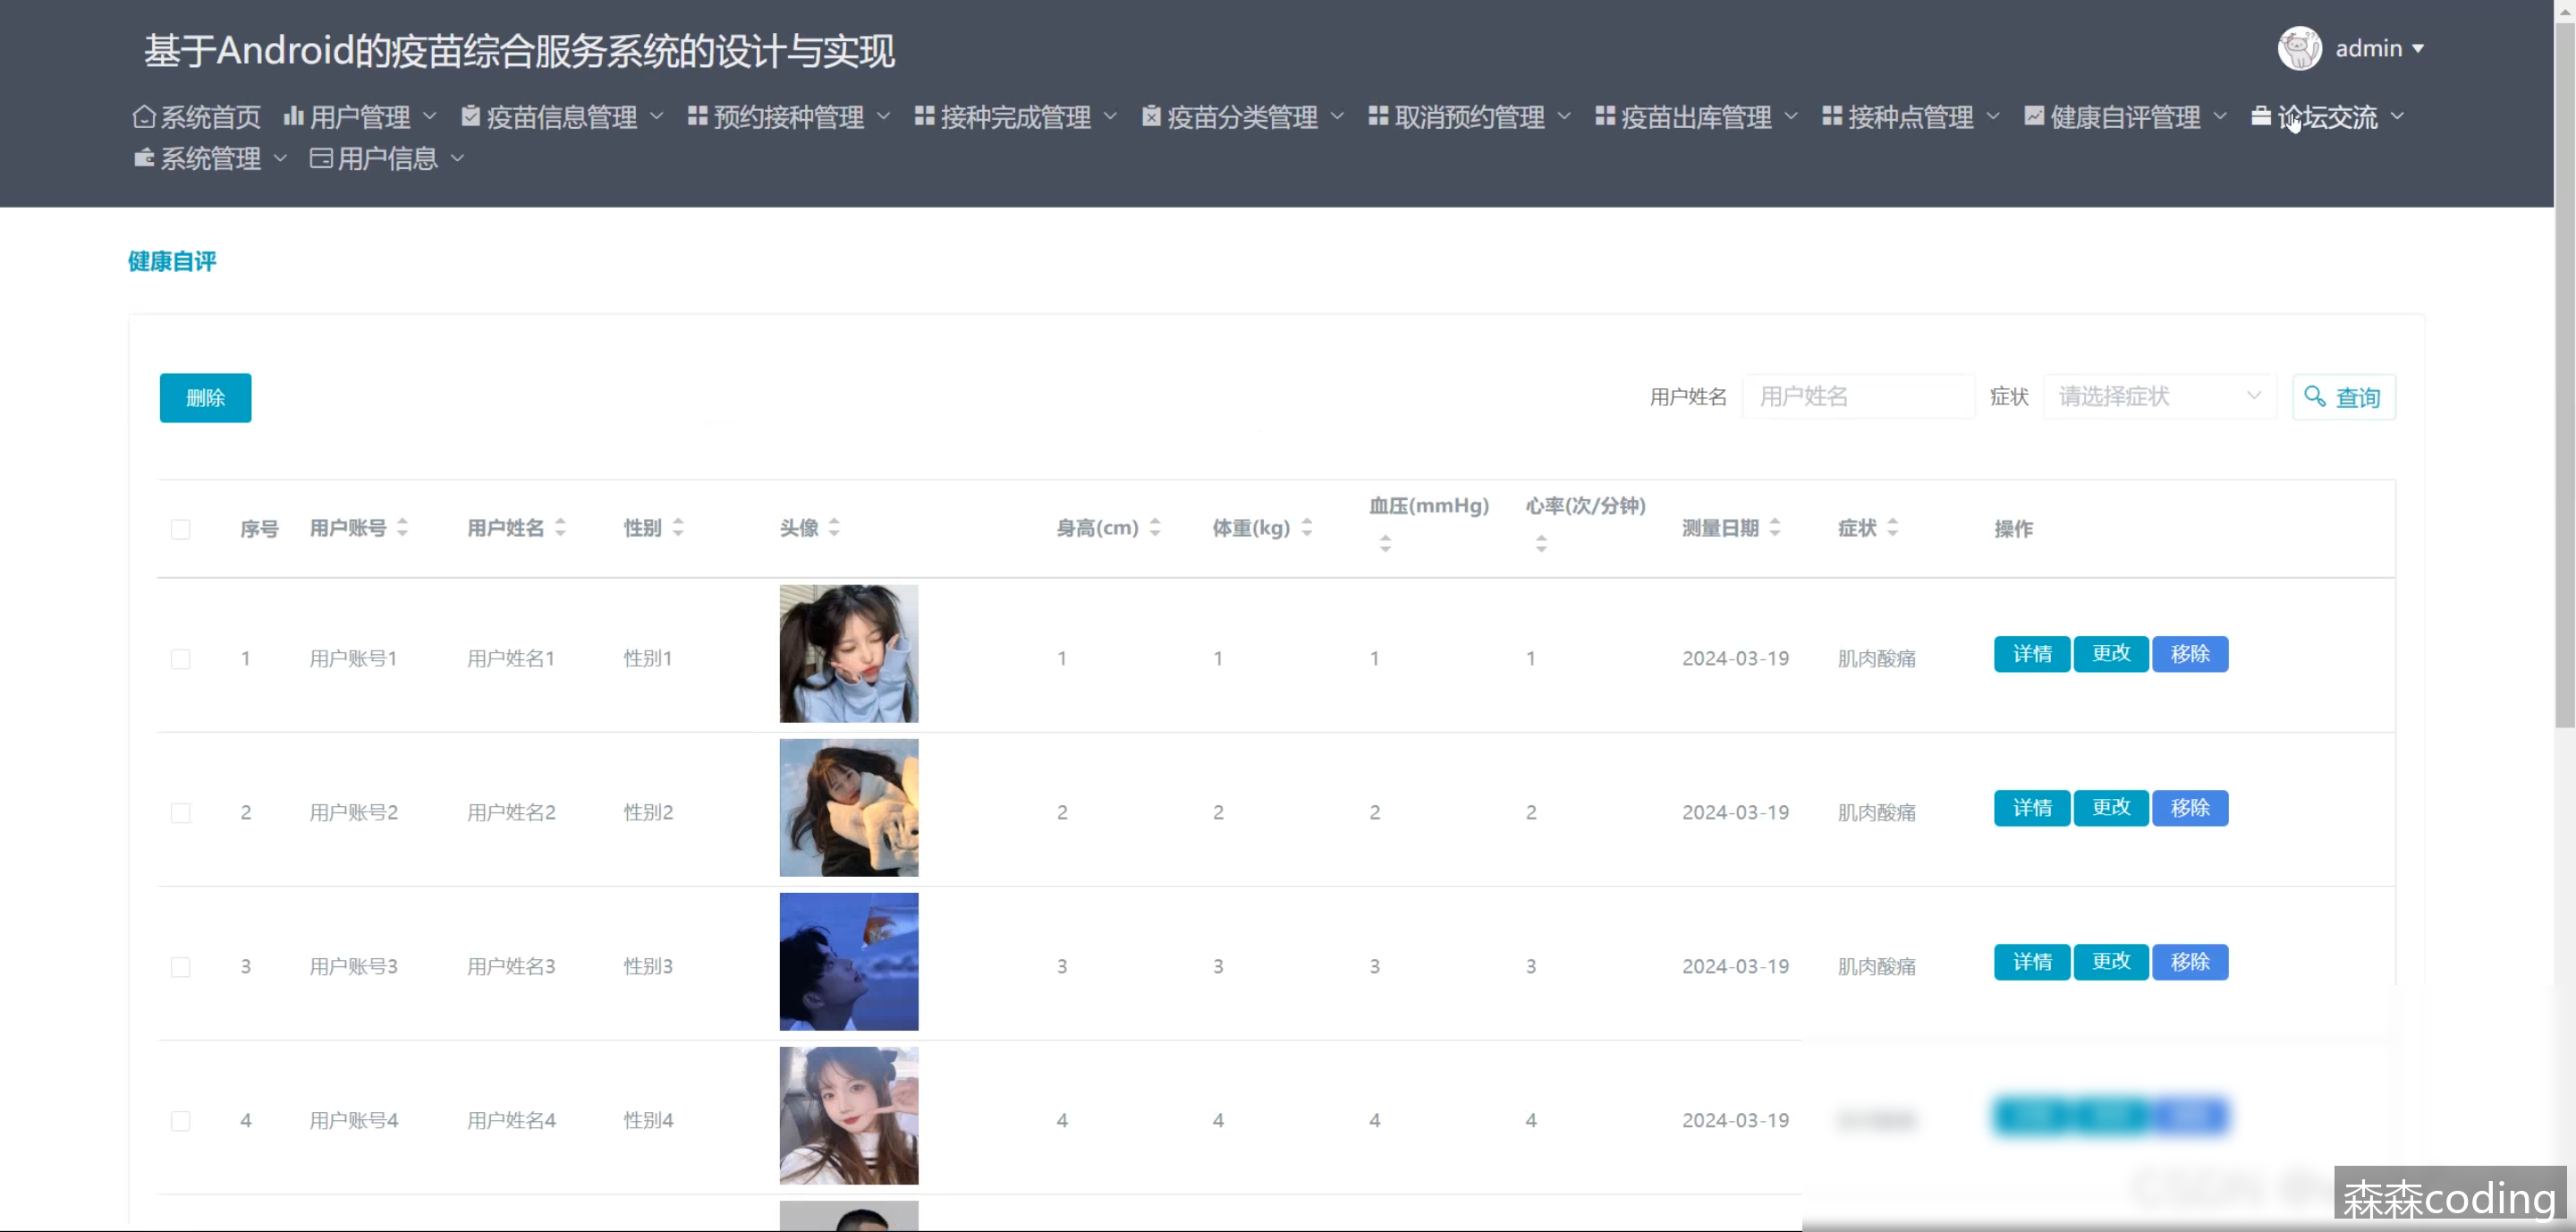 基于Android的疫苗综合服务系统的设计与实现
admin
系统首页 用户管理 疫苗信息管理 预约接种管理 接种完成管理 疫苗分类管理 取消预约管理 疫苗出库管理 接种点管理 健康自评管理 论坛交流
系统管理 用户信息
健康自评
删除 用户姓名 用户姓名 症状 请选择症状 查询
序号 用户账号 用户姓名 性别 头像 身高(cm) 体重(kg) 血压(mmHg) 心率(次/分钟) 测量日期 症状 操作
1 用户账号1 用户姓名1 性别1 1 1 1 1 2024-03-19 肌肉酸痛 详情 更改 移除
2 用户账号2 用户姓名2 性别2 2 2 2 2 2024-03-19 肌肉酸痛 详情 更改 移除
3 用户账号3 用户姓名3 性别3 3 3 3 3 2024-03-19 肌肉酸痛 详情 更改 移除
4 用户账号4 用户姓名4 性别4 4 4 4 4 2024-03-19
森森coding